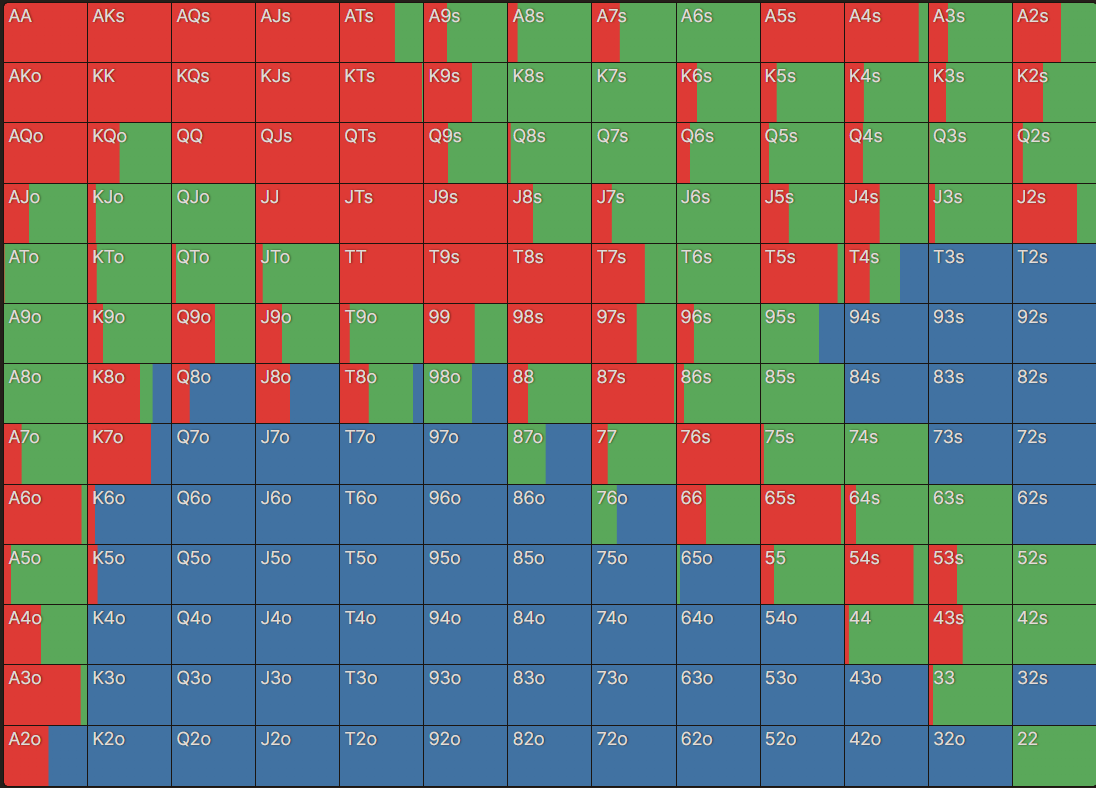 AA AKs AQs AJs ATs A9s A8s A7s A6s A5s A4s A3s A2s
AKo KK KQs KJs KTs K9s K8s K7s K6s K5s K4s K3s K2s
AQo KQo QQ QJs QTs Q9s Q8s Q7s Q6s Q5s Q4s Q3s Q2s
AJo KJo QJo JJ JTs J9s J8s J7s J6s J5s J4s J3s J2s
ATo KTo QTo JTo TT T9s T8s T7s T6s T5s T4s T3s T2s
A9o K9o Q9o J9o T9o 99 98s 97s 96s 95s 94s 93s 92s
A8o K8o Q8o J8o T8o 98o 88 87s 86s 85s 84s 83s 82s
A7o K7o Q7o J7o T7o 97o 87o 77 76s 75s 74s 73s 72s
A6o K6o Q6o J6o T6o 96o 86o 76o 66 65s 64s 63s 62s
A5o K5o Q5o J5o T5o 95o 85o 75o 65o 55 54s 53s 52s
A4o K4o Q4o J4o T4o 94o 84o 74o 64o 54o 44 43s 42s
A3o K3o Q3o J3o T3o 93o 83o 73o 63o 53o 43o 33 32s
A2o K2o Q2o J2o T2o 92o 82o 72o 62o 52o 42o 32o 22